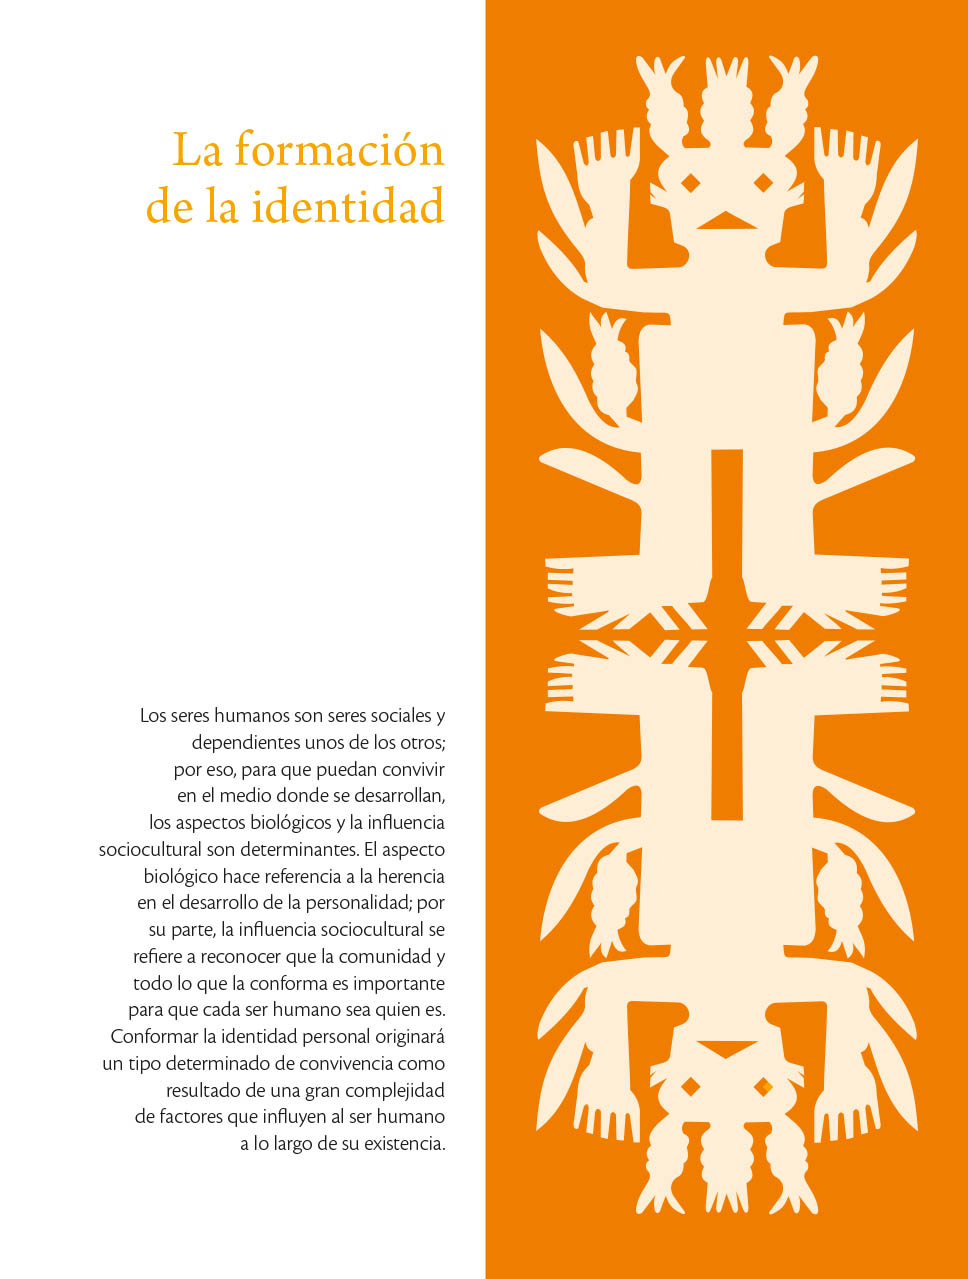 La formación
de la identidad
Los seres humanos son seres sociales y
dependientes unos de los otros;
por eso, para que puedan convivir
en el medio donde se desarrollan,
los aspectos biológicos y la influencia
sociocultural son determinantes. El aspecto
biológico hace referencia a la herencia
en el desarrollo de la personalidad; por
su parte, la influencia sociocultural se
refiere a reconocer que la comunidad y
todo lo que la conforma es importante
para que cada ser humano sea quien es.
Conformar la identidad personal originará
un tipo determinado de convivencia como
resultado de una gran complejidad
de factores que influyen al ser humano
a lo largo de su existencia.